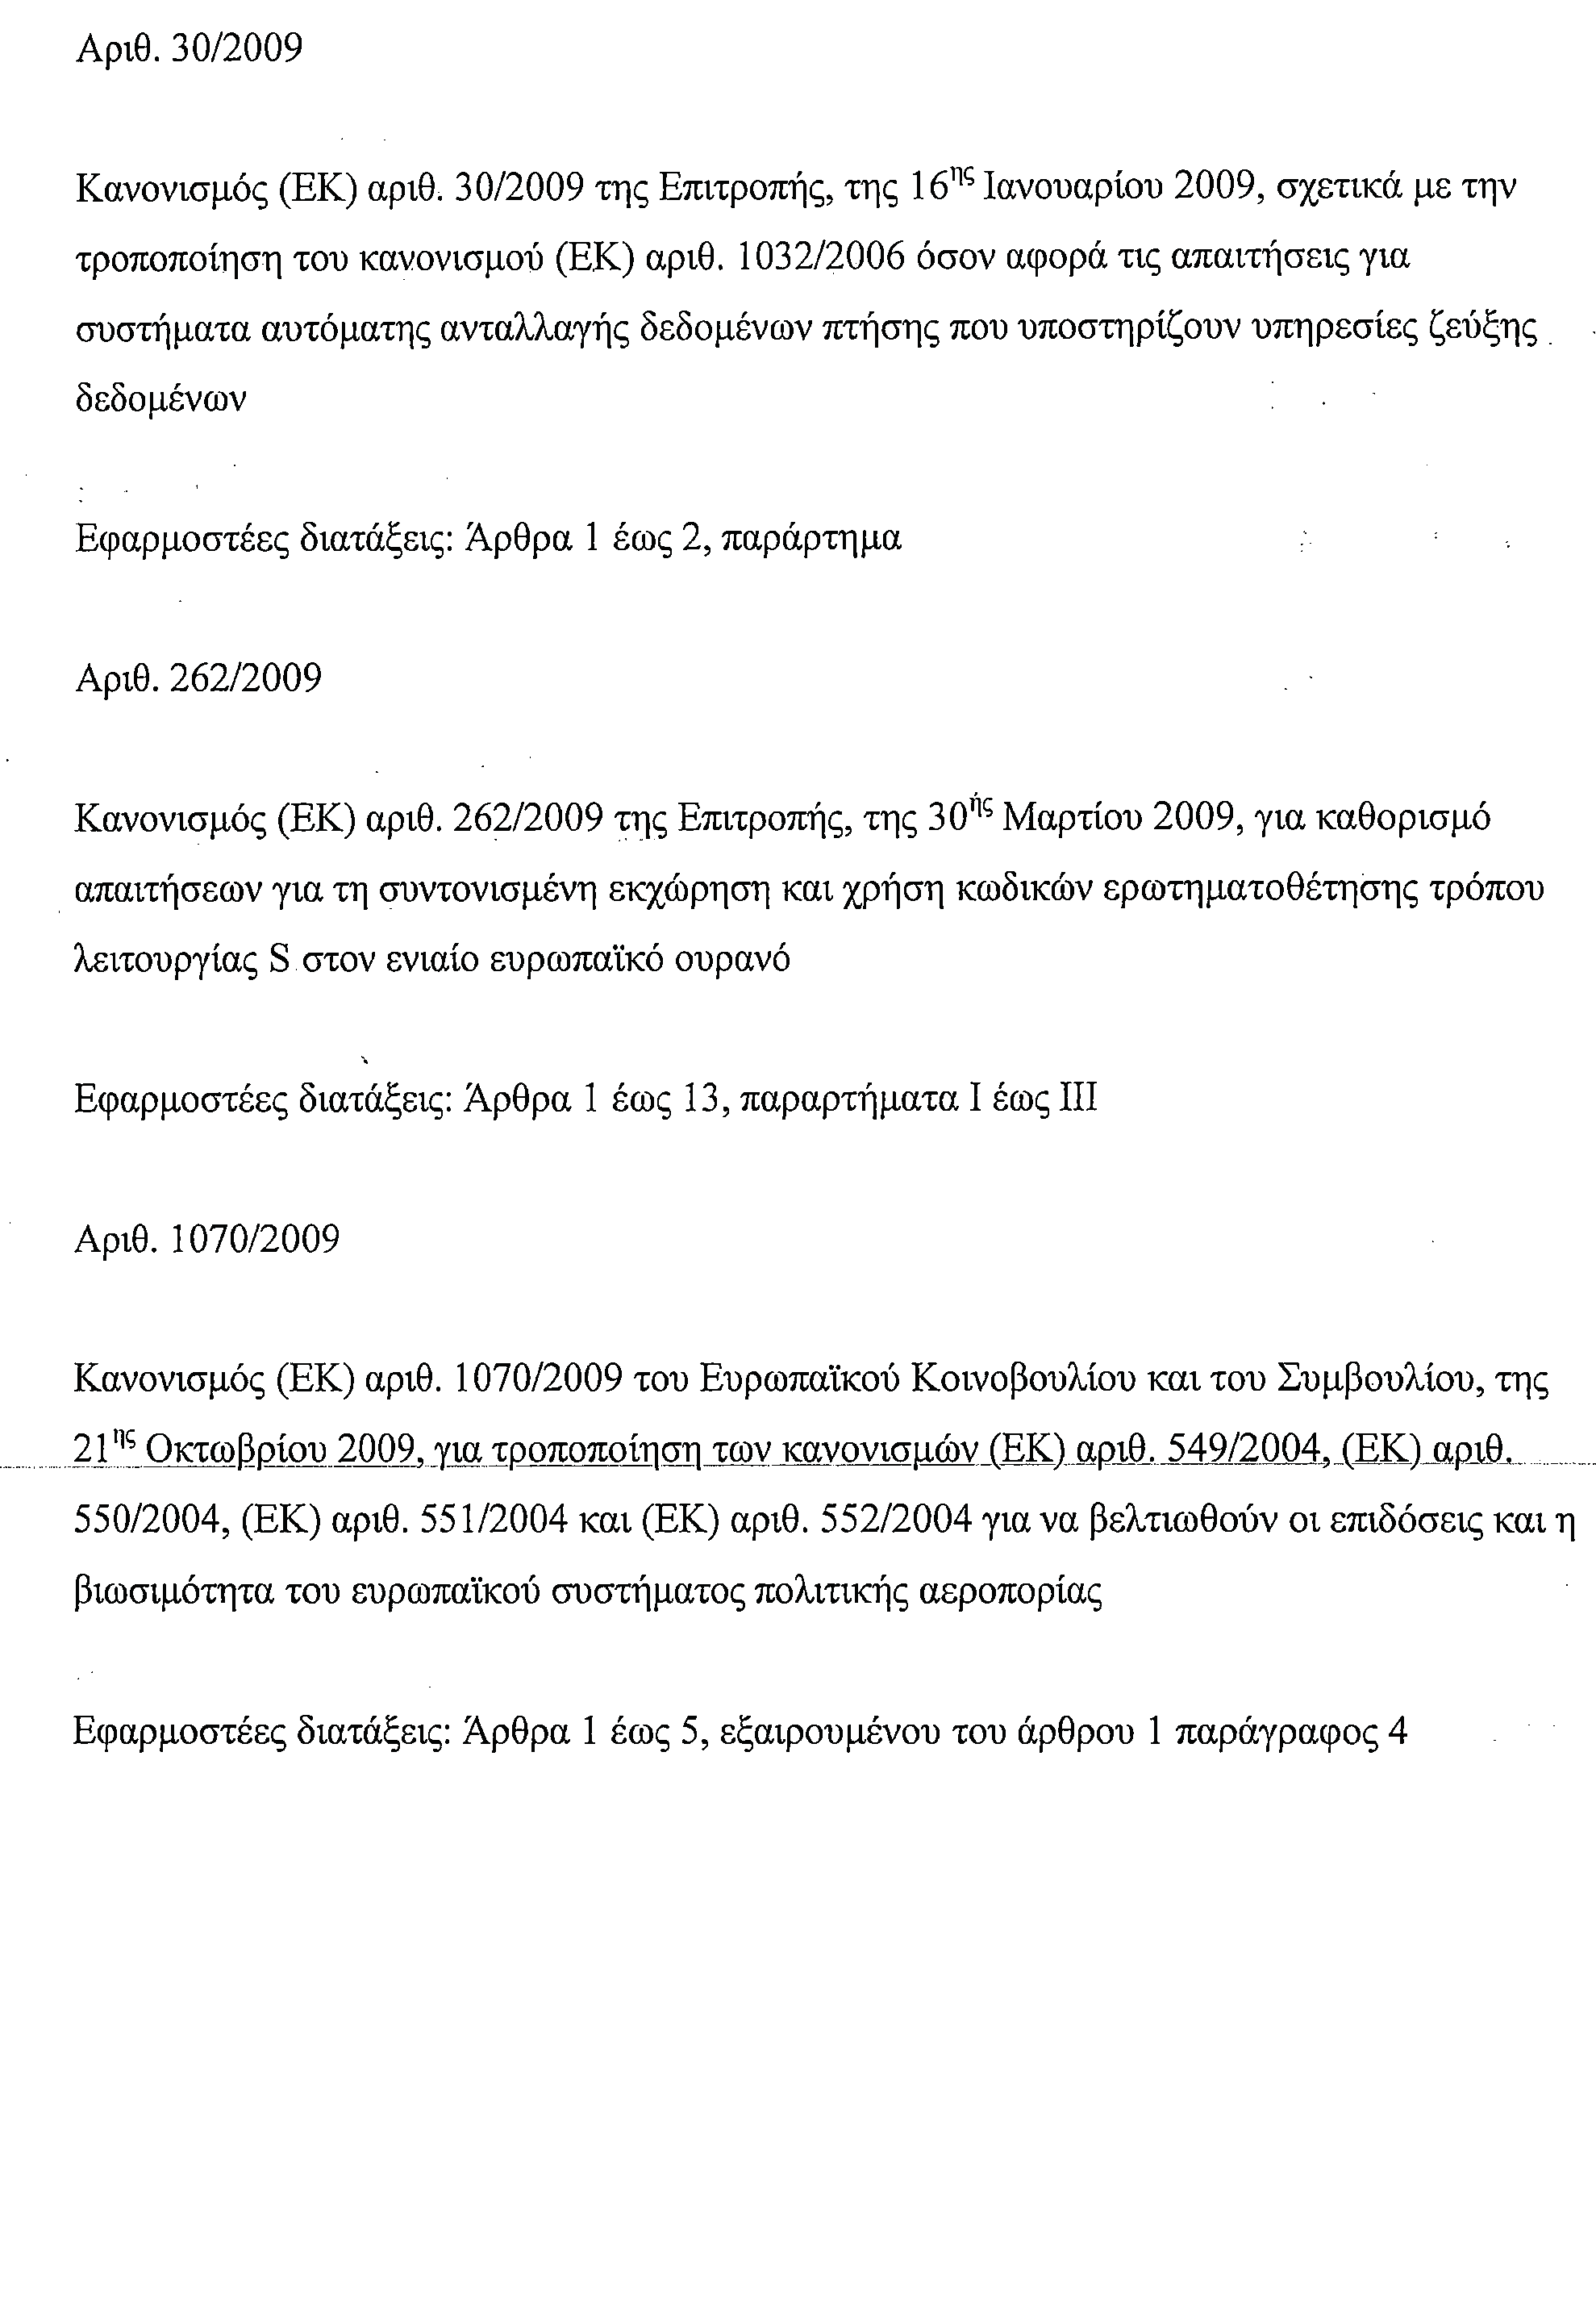 Αριθ. 30/2009
Κανονισμός (ΕΚ) αριθ. 30/2009 της Επιτροπής, της 16ης Ιανουαρίου 2009, σχετικά με την
τροποποίηση του κανονισμού (ΕΚ) αριθ. 1032/2006 όσον αφορά τις απαιτήσεις για
συστήματα αυτόματης ανταλλαγής δεδομένων πτήσης που υποστηρίζουν υπηρεσίες ζεύξης
δεδομένων
Εφαρμοστέες διατάξεις: Άρθρα 1 έως 2, παράρτημα
Αριθ. 262/2009
Κανονισμός (ΕΚ) αριθ. 262/2009 της Επιτροπής, της 30ής Μαρτίου 2009, για καθορισμό
απαιτήσεων για τη συντονισμένη εκχώρηση και χρήση κωδικών ερωτηματοθέτησης τρόπου
λειτουργίας S στον ενιαίο ευρωπαϊκό ουρανό
Εφαρμοστέες διατάξεις: Άρθρα 1 έως 13, παραρτήματα Ι έως ΙΙΙ
Αριθ. 1070/2009
Κανονισμός (ΕΚ) αριθ. 1070/2009 του Ευρωπαϊκού Κοινοβουλίου και του Συμβουλίου, της
21ης Οκτωβρίου 2009, για τροποποίηση των κανονισμών (ΕΚ) αριθ. 549/2004, (ΕΚ) αριθ.
550/2004, (ΕΚ) αριθ. 551/2004 και (ΕΚ) αριθ. 552/2004 για να βελτιωθούν οι επιδόσεις και η
βιωσιμότητα του ευρωπαϊκού συστήματος πολιτικής αεροπορίας
Εφαρμοστέες διατάξεις: Άρθρα 1 έως 5, εξαιρουμένου του άρθρου 1 παράγραφος 4